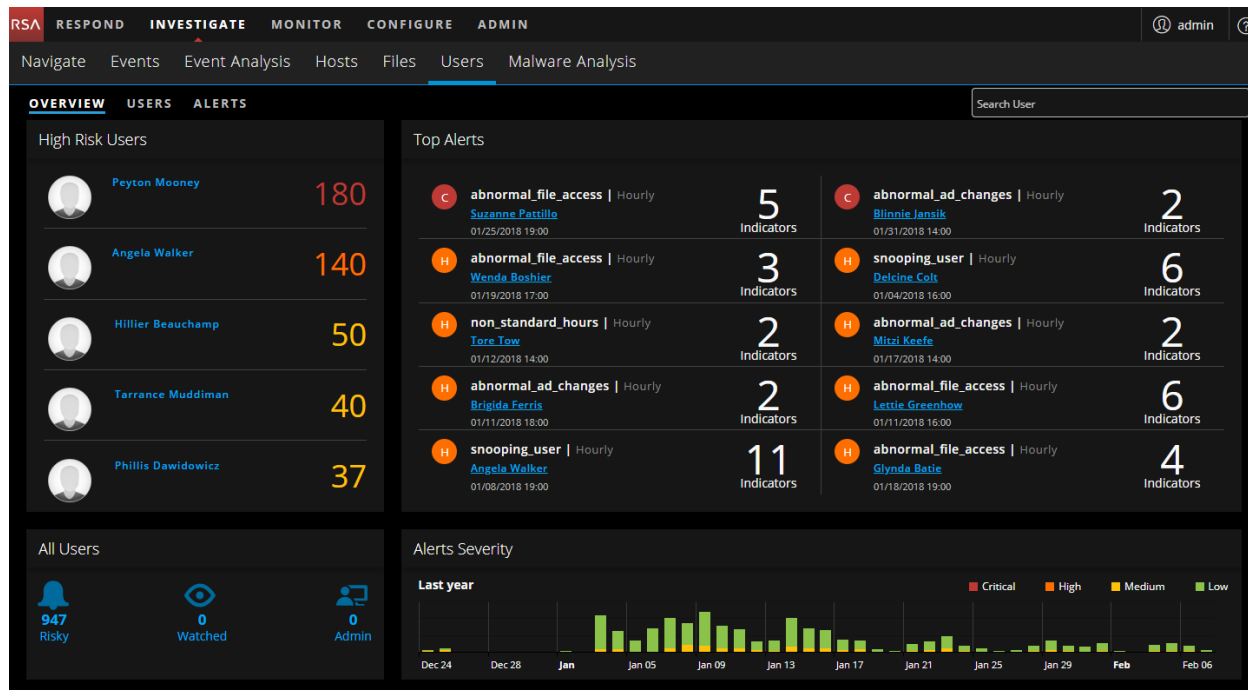 RSA RESPOND INVESTIGATE MONITOR CONFIGURE ADMIN admin ?
Navigate Events Event Analysis Hosts Files Users Malware Analysis
OVERVIEW USERS ALERTS
Search User
High Risk Users
Peyton Mooney 180
Angela Walker 140
Hillier Beauchamp 50
Tarrance Muddiman 40
Phillis Dawidowicz 37
Top Alerts
C abnormal_file_access | Hourly
Suzanne Pattillo
01/25/2018 19:00
5
Indicators
C abnormal_ad_changes | Hourly
Blinnie Jansik
01/31/2018 14:00
2
Indicators
H abnormal_file_access | Hourly
Wenda Boshier
01/19/2018 17:00
3
Indicators
H snooping_user | Hourly
Delcine Colt
01/04/2018 16:00
6
Indicators
H non_standard_hours | Hourly
Tore Tow
01/12/2018 14:00
2
Indicators
H abnormal_ad_changes | Hourly
Mitzi Keefe
01/17/2018 14:00
2
Indicators
H abnormal_ad_changes | Hourly
Brigida Ferris
01/11/2018 18:00
2
Indicators
H abnormal_file_access | Hourly
Lettie Greenhow
01/11/2018 16:00
6
Indicators
H snooping_user | Hourly
Angela Walker
01/08/2018 19:00
11
Indicators
H abnormal_file_access | Hourly
Glynda Batie
01/18/2018 19:00
4
Indicators
All Users
947 0 0
Risky Watched Admin
Alerts Severity
Last year
Critical High Medium Low
Dec 24 Dec 28 Jan Jan 05 Jan 09 Jan 13 Jan 17 Jan 21 Jan 25 Jan 29 Feb Feb 06